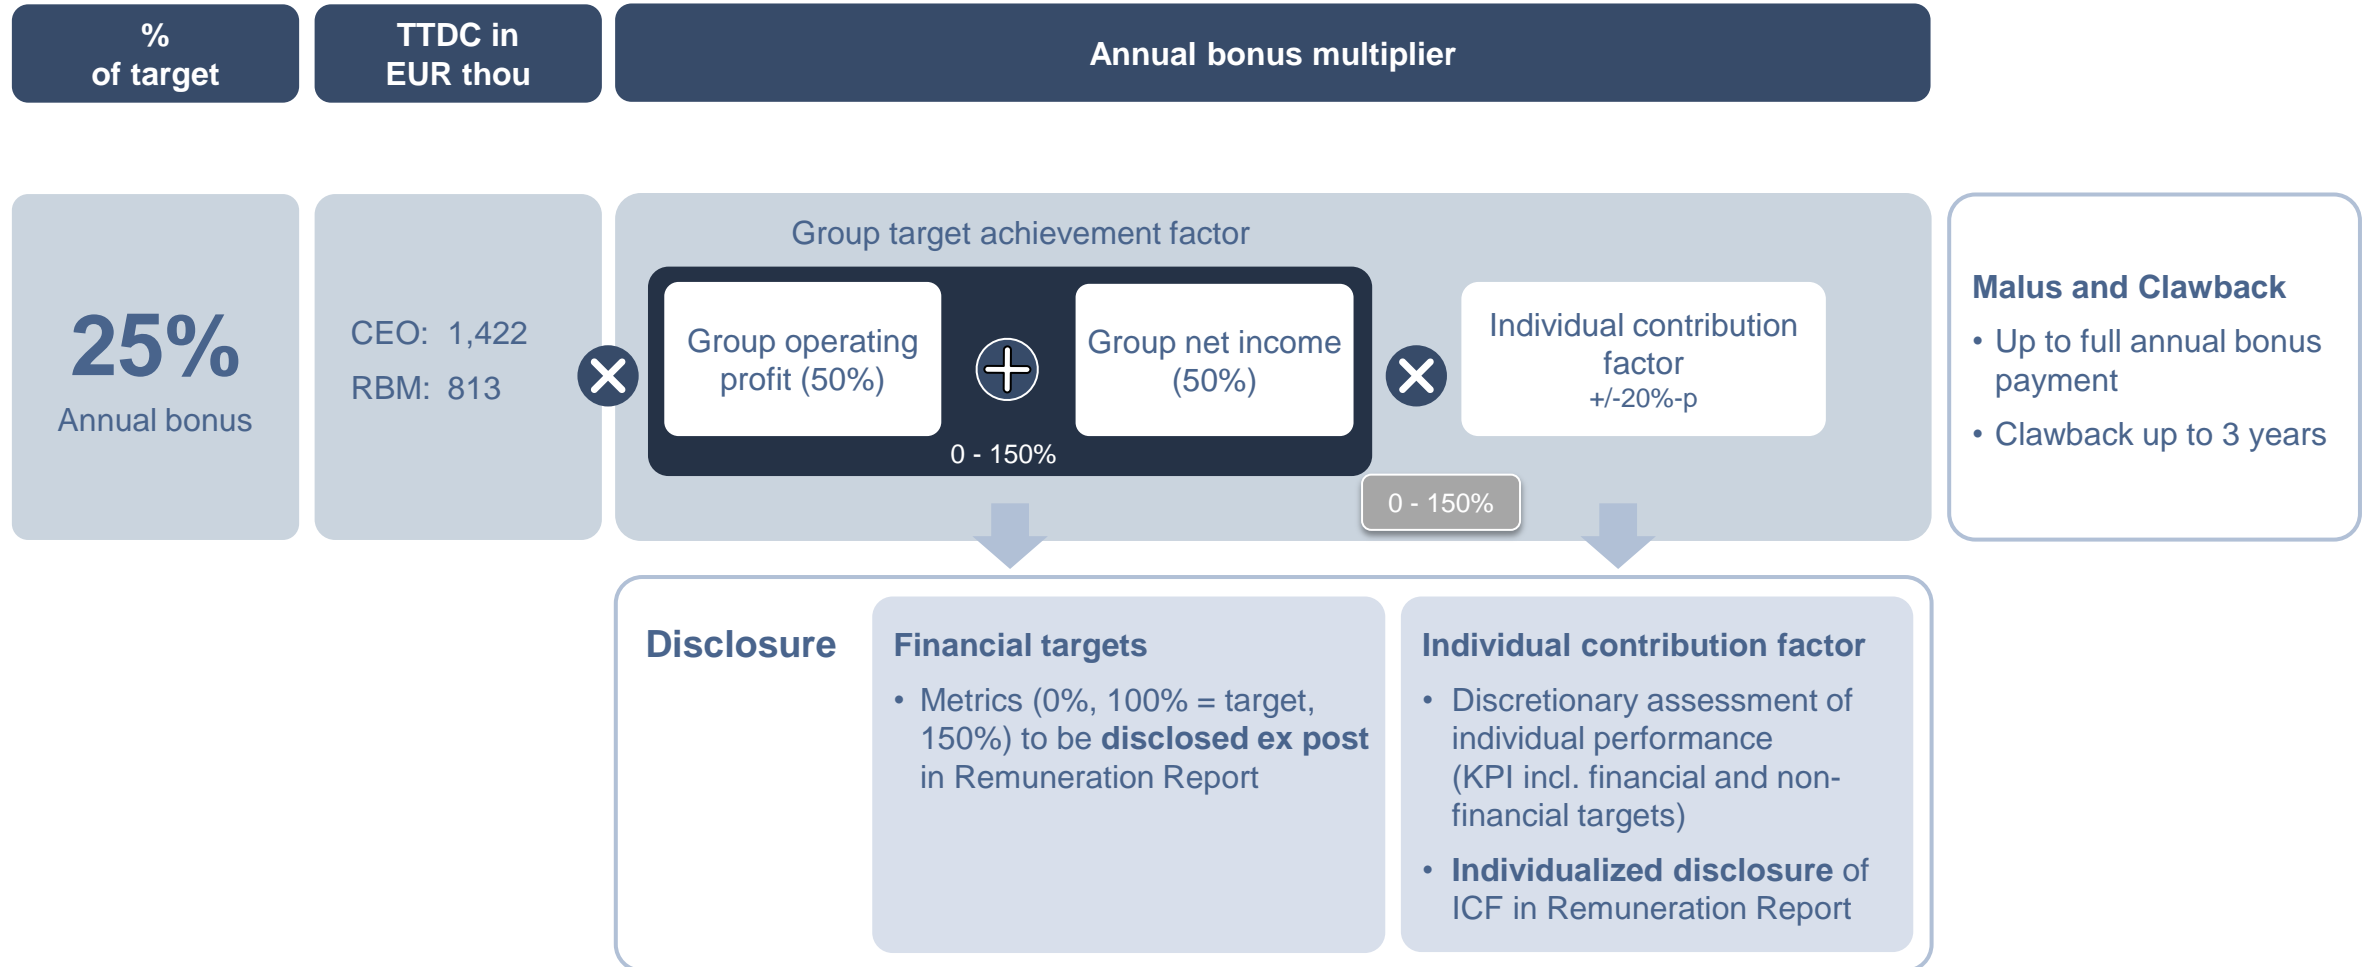 %
of target
TTDC in
EUR thou
Annual bonus multiplier
25%
Annual bonus
CEO: 1,422
RBM: 813
Group target achievement factor
Group operating
profit (50%)
Group net income
(50%)
0 - 150%
Individual contribution
factor
+/-20%-p
0 - 150%
Malus and Clawback
• Up to full annual bonus
payment
• Clawback up to 3 years
Disclosure
Financial targets
• Metrics (0%, 100% = target,
150%) to be disclosed ex post
in Remuneration Report
Individual contribution factor
• Discretionary assessment of
individual performance
(KPI incl. financial and non-
financial targets)
• Individualized disclosure of
ICF in Remuneration Report